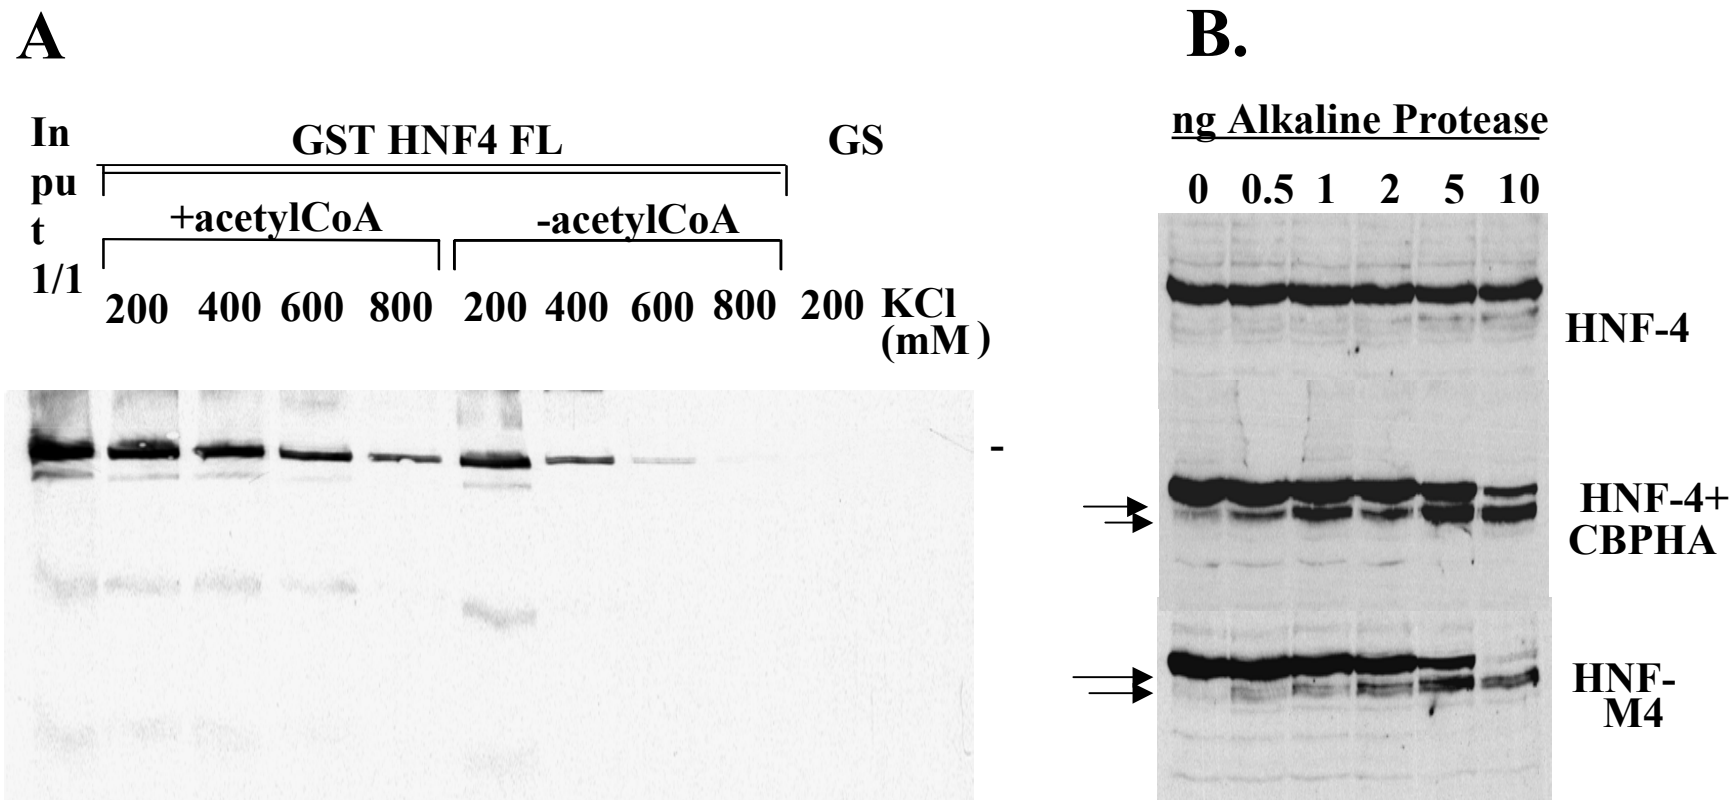 A
In
pu
t
1/1
GST HNF4 FL
GS
+acetylCoA
-acetylCoA
200 400 600 800 200 400 600 800 200 KCl
(mM)
-
B.
ng Alkaline Protease
0 0.5 1 2 5 10
HNF-4
HNF-4+
CBPHA
HNF-
M4